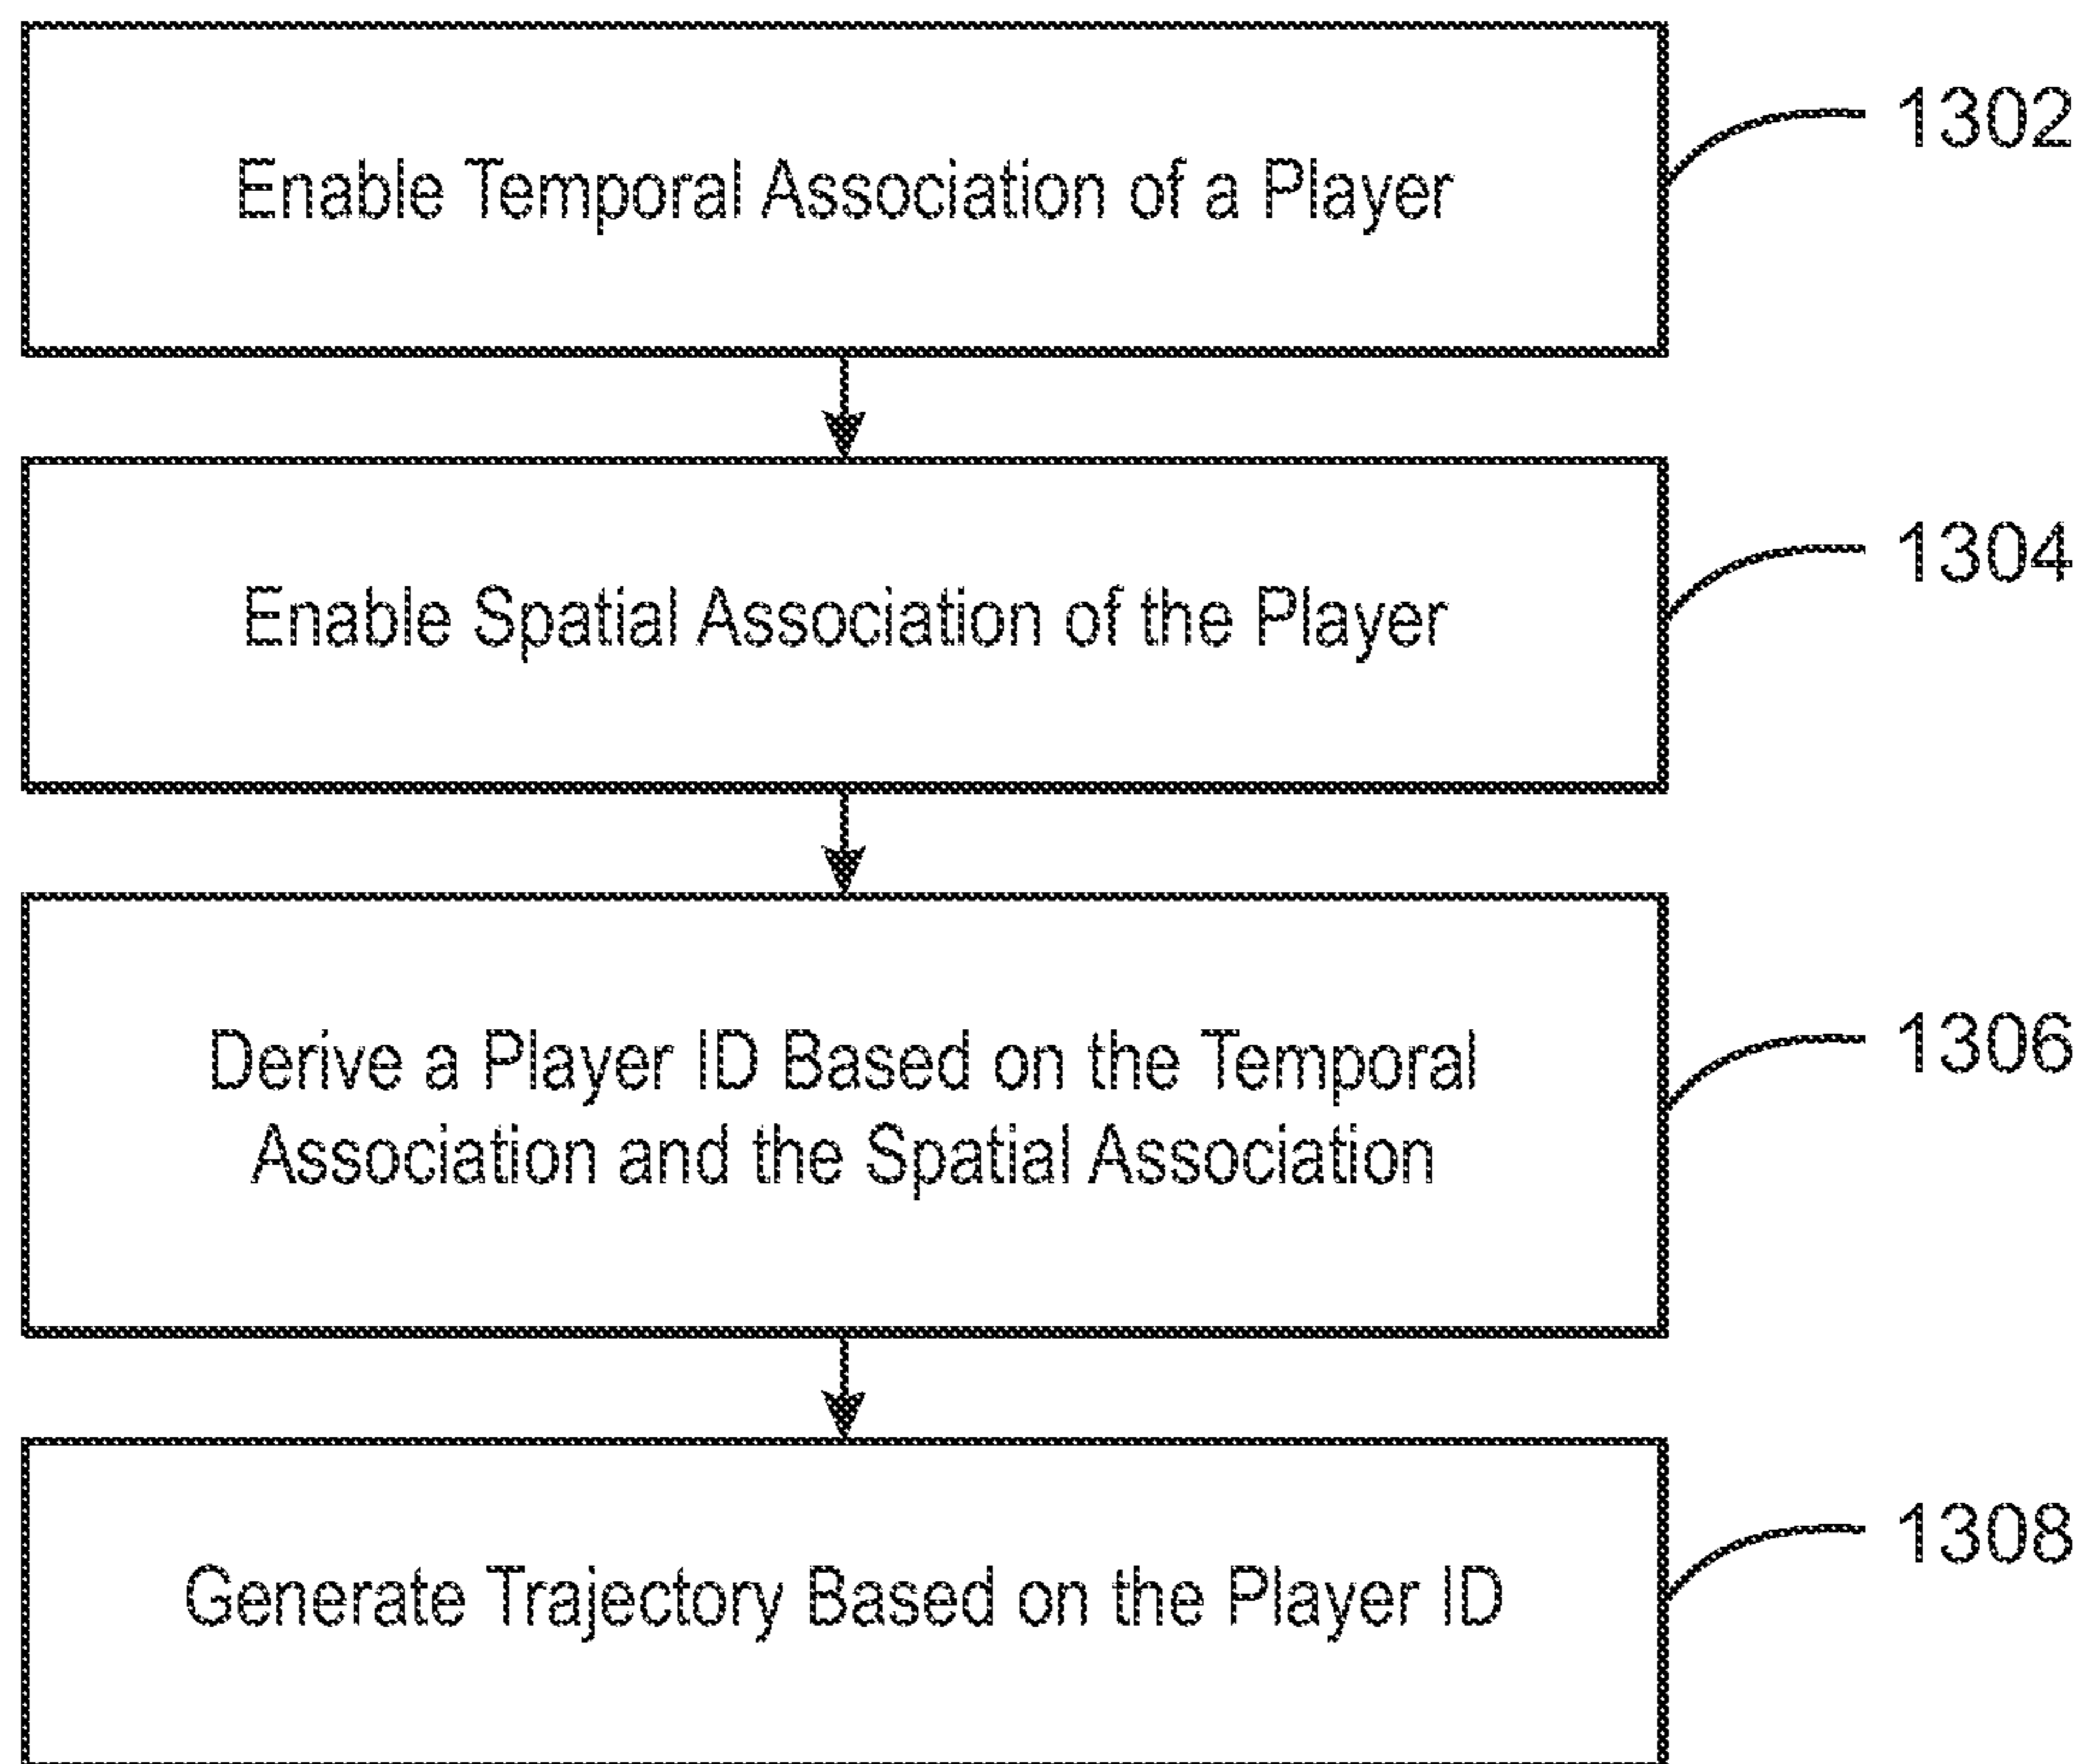 Enable Temporal Association of a Player
1302
Enable Spatial Association of the Player
1304
Derive a Player ID Based on the Temporal
Association and the Spatial Association
1306
Generate Trajectory Based on the Player ID
1308